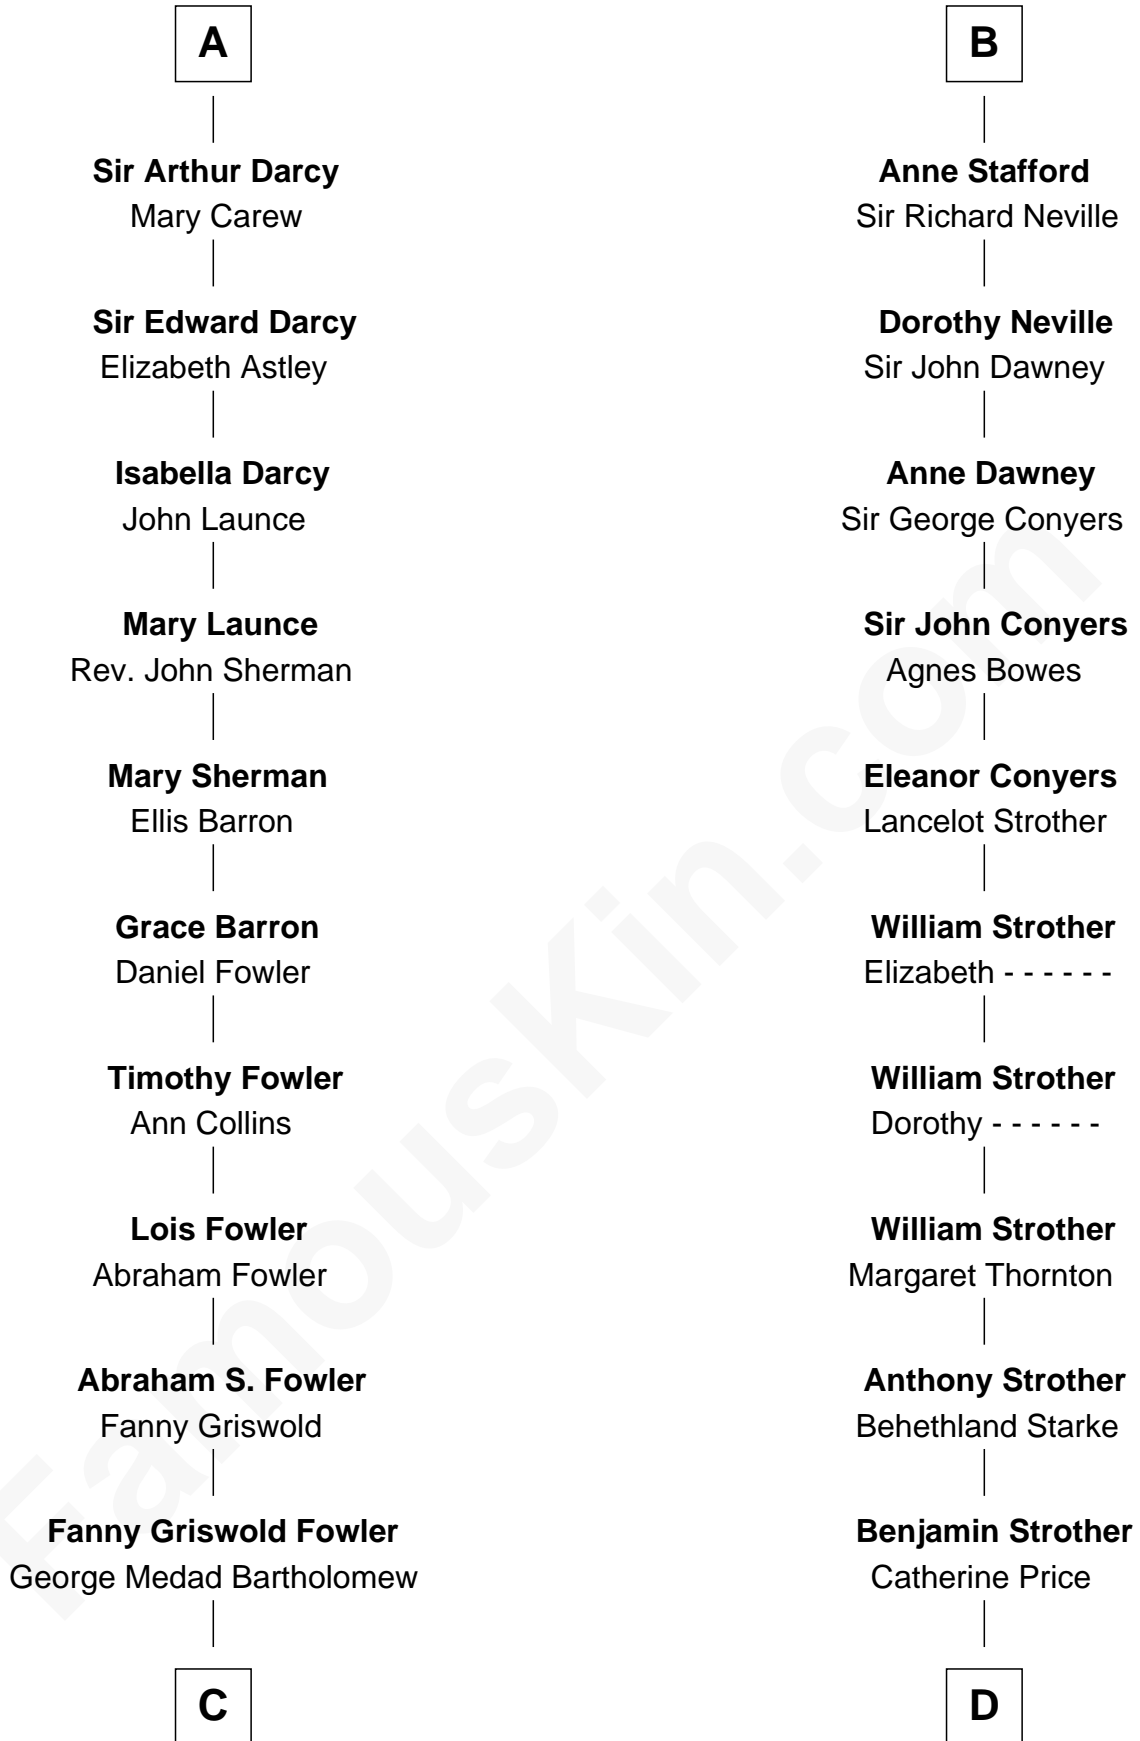 A
Sir Arthur Darcy
Mary Carew
Sir Edward Darcy
Elizabeth Astley
Isabella Darcy
John Launce
Mary Launce
Rev. John Sherman
Mary Sherman
Ellis Barron
Grace Barron
Daniel Fowler
Timothy Fowler
Ann Collins
Lois Fowler
Abraham Fowler
Abraham S. Fowler
Fanny Griswold
Fanny Griswold Fowler
George Medad Bartholomew
C
B
Anne Stafford
Sir Richard Neville
Dorothy Neville
Sir John Dawney
Anne Dawney
Sir George Conyers
Sir John Conyers
Agnes Bowes
Eleanor Conyers
Lancelot Strother
William Strother
Elizabeth - - - - - -
William Strother
Dorothy - - - - - -
William Strother
Margaret Thornton
Anthony Strother
Behethland Starke
Benjamin Strother
Catherine Price
D
FamousKin.com